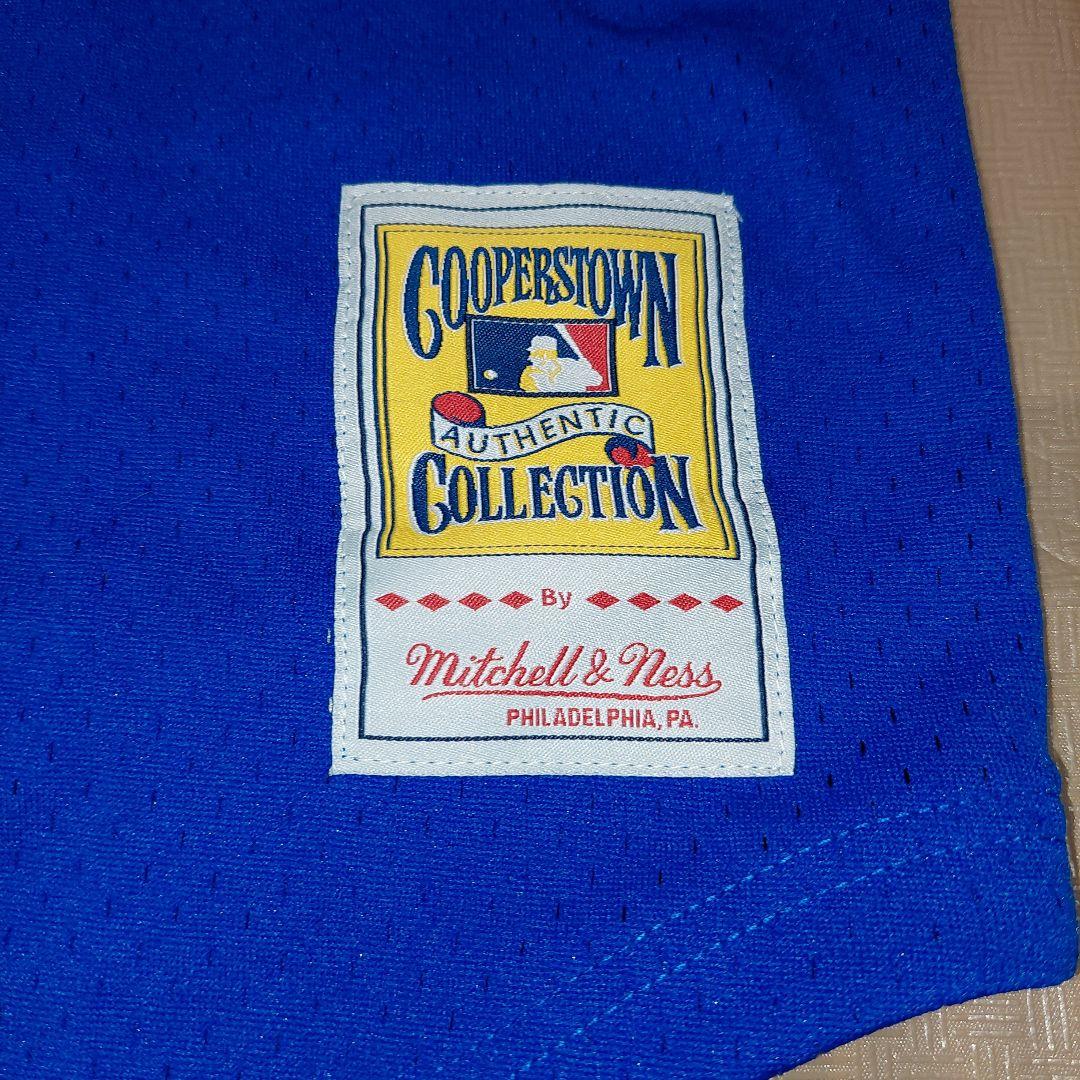 COOPERSTOWN
AUTHENTIC
COLLECTION
By
Mitchell & Ness
PHILADELPHIA, PA.